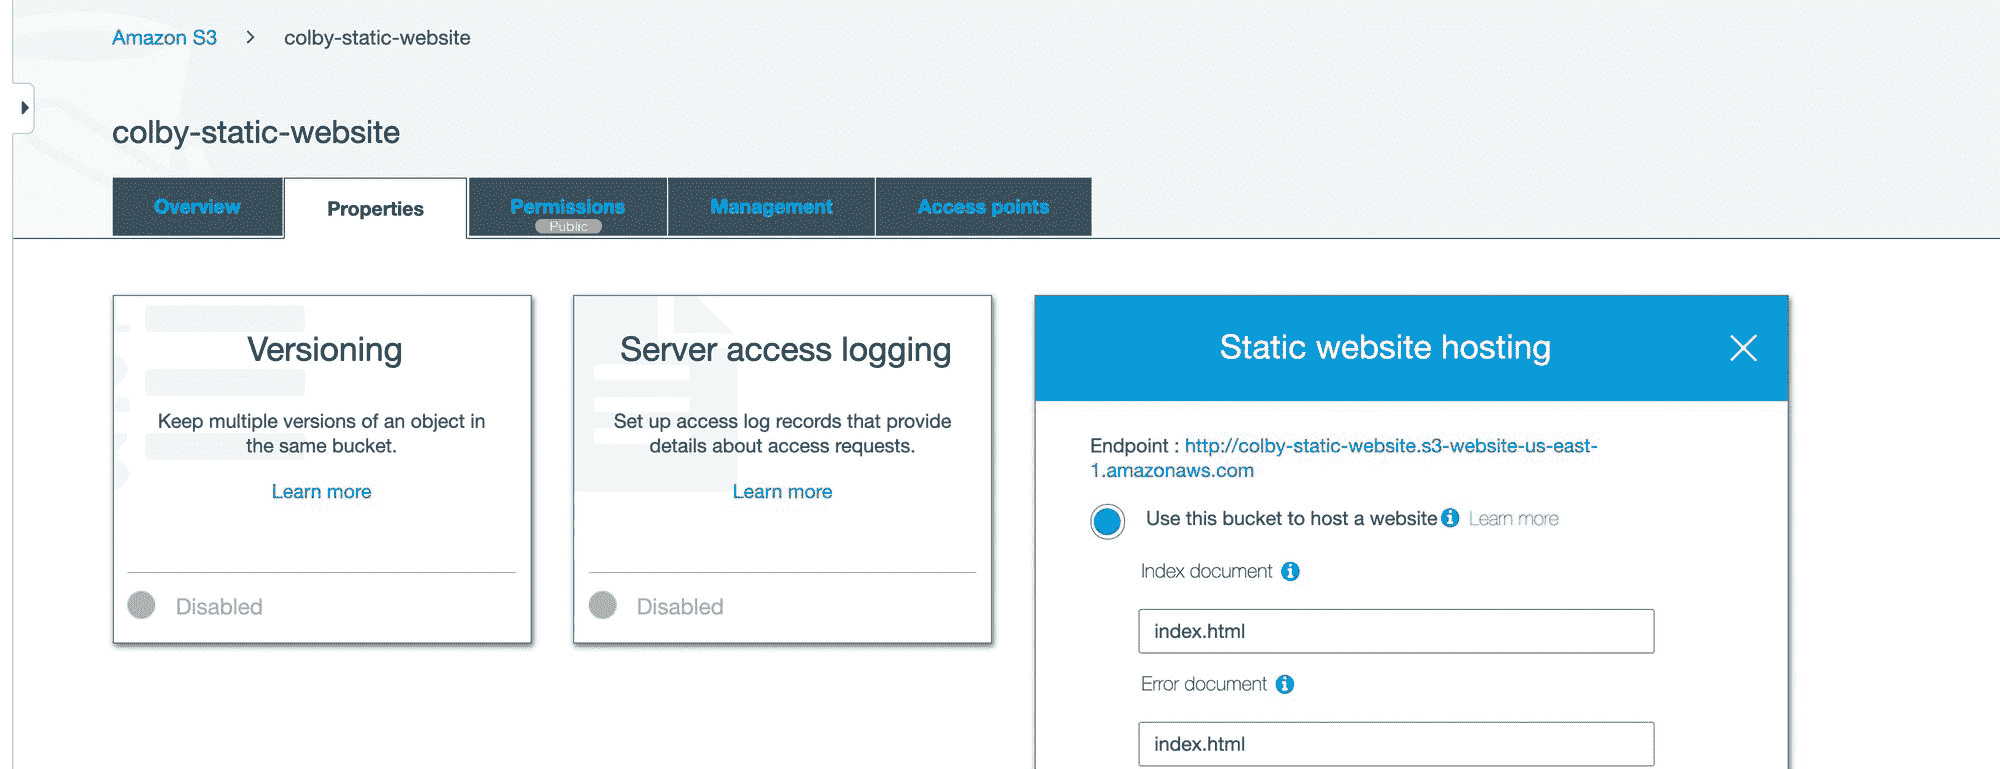 Amazon S3 > colby-static-website
colby-static-website
Overview
Properties
Permissions
Public
Management
Access points
Versioning
Keep multiple versions of an object in
the same bucket.
Learn more
Disabled
Server access logging
Set up access log records that provide
details about access requests.
Learn more
Disabled
Static website hosting
Endpoint : http://colby-static-website.s3-website-us-east-
1.amazonaws.com
Use this bucket to host a website Learn more
Index document
index.html
Error document
index.html